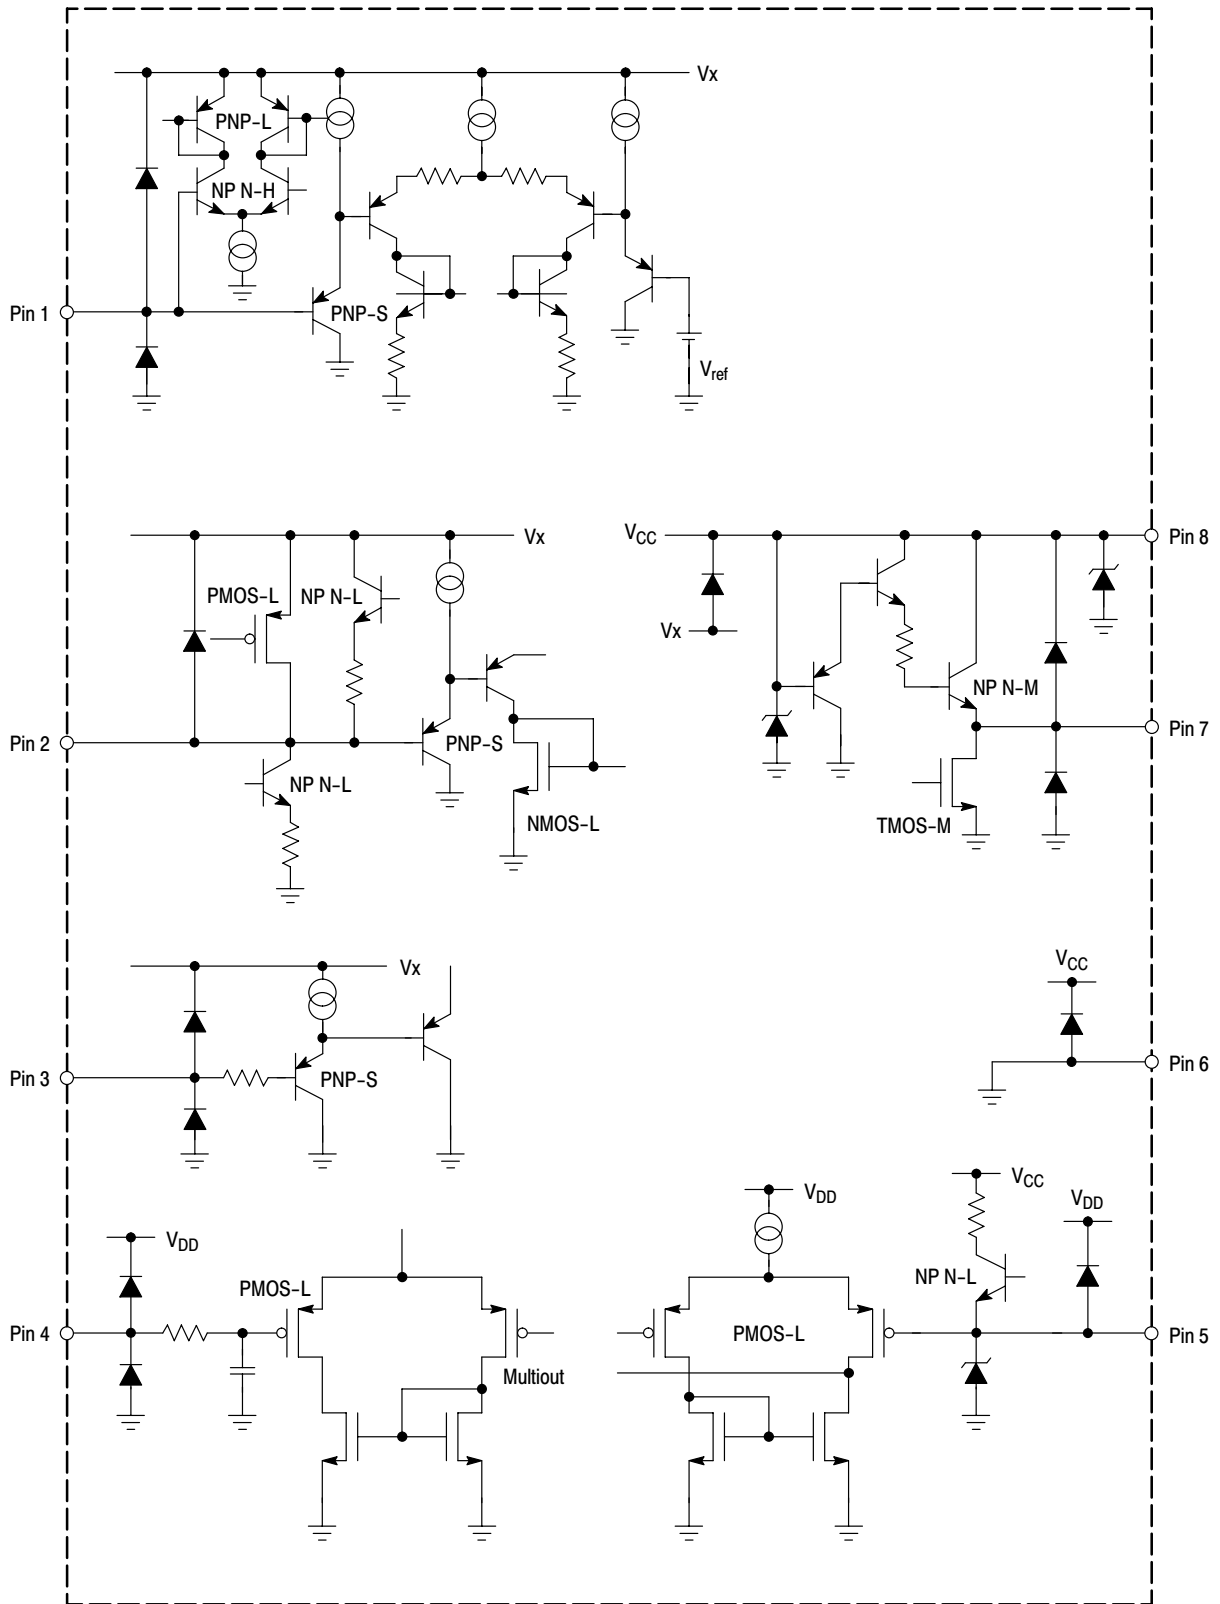 Vx
PNP-L
NP N-H
Pin 1
PNP-S
Vref
Vx
VCC
Pin 8
PMOS-L
NP N-L
Vx
NP N-M
Pin 2
PNP-S
Pin 7
NP N-L
NMOS-L
TMOS-M
Vx
VCC
Pin 3
PNP-S
Pin 6
VDD
VCC
VDD
VDD
NP N-L
PMOS-L
Pin 4
PMOS-L
Pin 5
Multiout